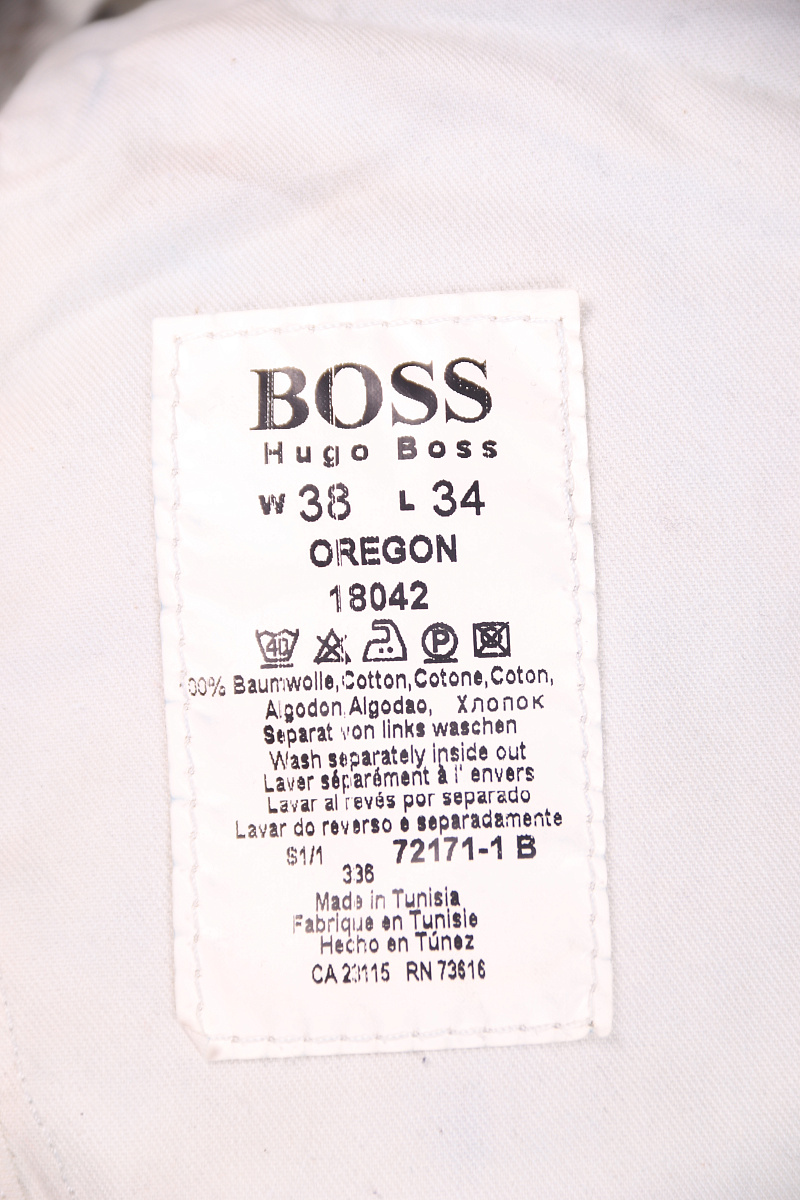 BOSS
Hugo Boss
W 38 L 34
OREGON
18042
40 P
100% Baumwolle, Cotton, Cotone, Coton,
Algodon, Algodao, Хлопок
Separat von links waschen
Wash separately inside out
Laver séparément à l' envers
Lavar al revés por separado
Lavar do reverso e separadamente
S1/1 72171-1 B
336
Made in Tunisia
Fabrique en Tunisie
Hecho en Túnez
CA 23115 RN 73616